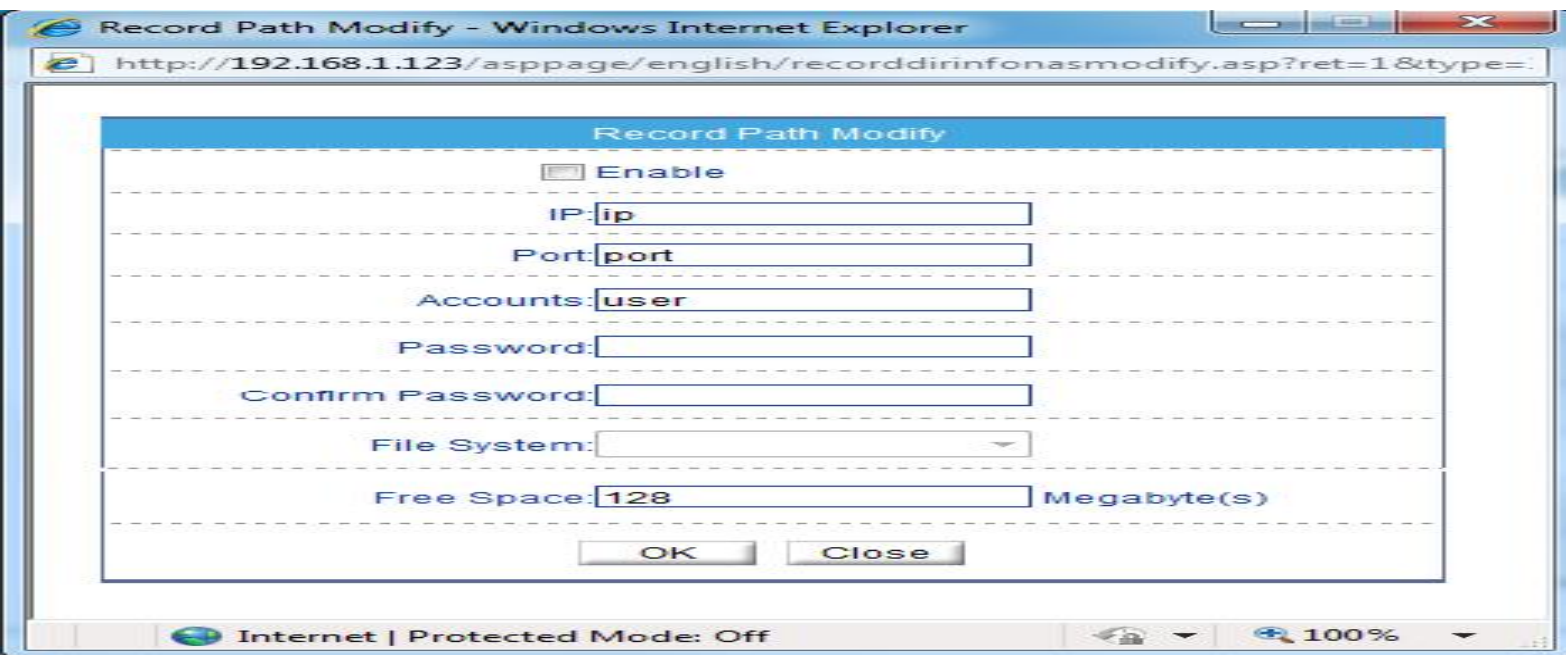 Record Path Modify - Windows Internet Explorer
http://192.168.1.123/asppage/english/recorddirinfonasmodify.asp?ret=1&type=
Record Path Modify
Enable
IP: ip
Port: port
Accounts: user
Password:
Confirm Password:
File System:
Free Space: 128 Megabyte(s)
OK Close
Internet | Protected Mode: Off 100%